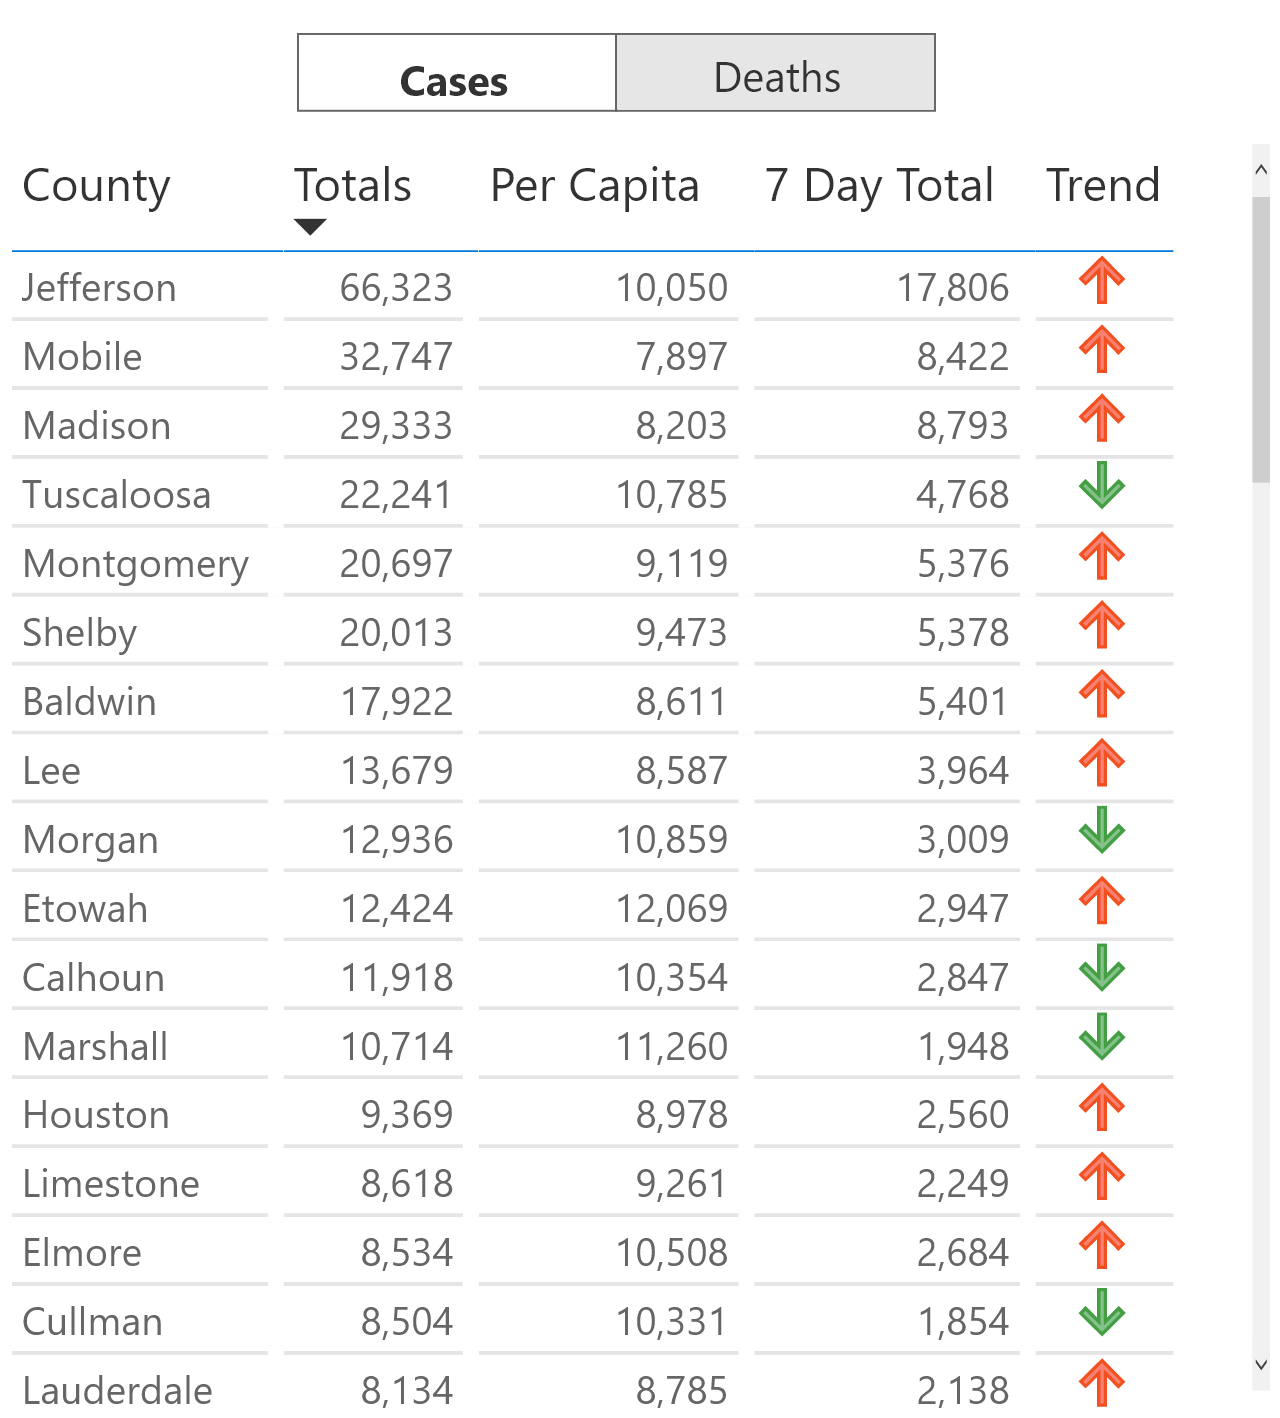 Cases Deaths
County Totals Per Capita 7 Day Total Trend
Jefferson 66,323 10,050 17,806
Mobile 32,747 7,897 8,422
Madison 29,333 8,203 8,793
Tuscaloosa 22,241 10,785 4,768
Montgomery 20,697 9,119 5,376
Shelby 20,013 9,473 5,378
Baldwin 17,922 8,611 5,401
Lee 13,679 8,587 3,964
Morgan 12,936 10,859 3,009
Etowah 12,424 12,069 2,947
Calhoun 11,918 10,354 2,847
Marshall 10,714 11,260 1,948
Houston 9,369 8,978 2,560
Limestone 8,618 9,261 2,249
Elmore 8,534 10,508 2,684
Cullman 8,504 10,331 1,854
Lauderdale 8,134 8,785 2,138